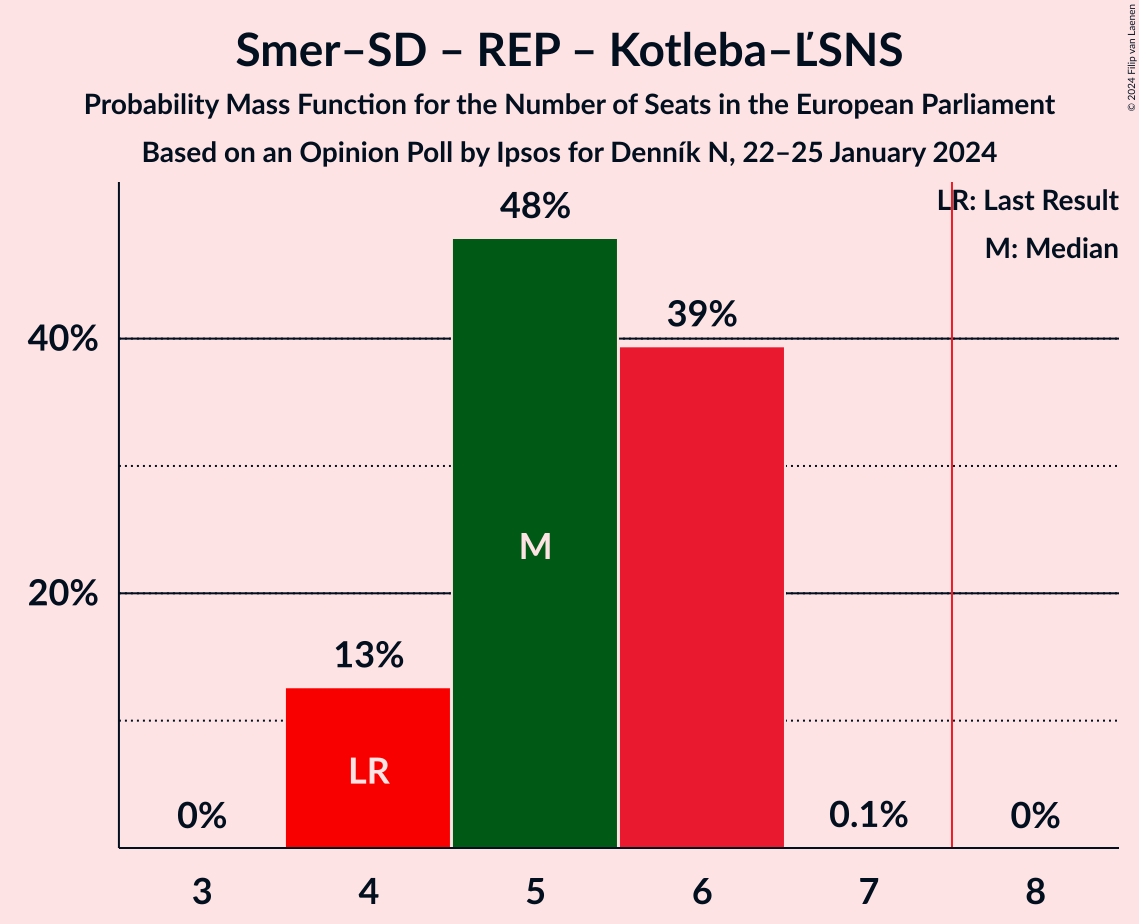 Smer–SD – REP – Kotleba–ĽSNS
Probability Mass Function for the Number of Seats in the European Parliament
Based on an Opinion Poll by Ipsos for Denník N, 22–25 January 2024
© 2024 Filip van Laenen
LR: Last Result
M: Median
48%
39%
40%
M
20%
13%
LR
0%
0.1%
0%
3 4 5 6 7 8